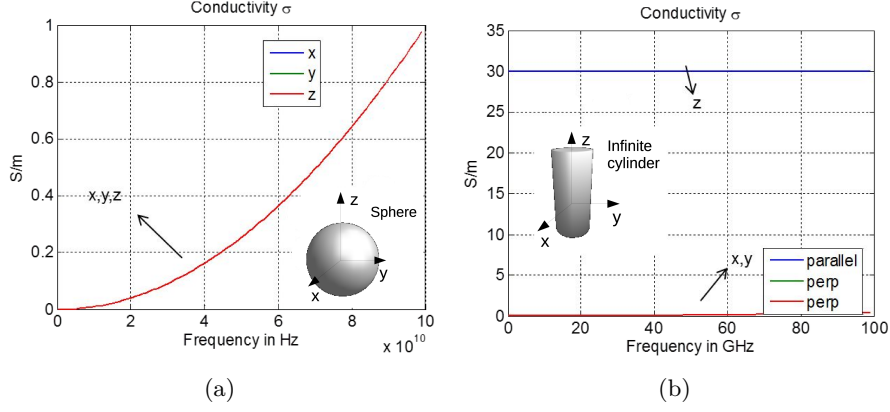 Conductivity σ
1
0.8
0.6
0.4
0.2
0
S/m
x
y
z
x,y,z
z
Sphere
y
x
0 2 4 6 8 10
Frequency in Hz
x 10^10
(a)
Conductivity σ
35
30
25
20
15
10
5
0
S/m
z
z
Infinite
cylinder
y
x
x,y
parallel
perp
perp
0 20 40 60 80 100
Frequency in GHz
(b)